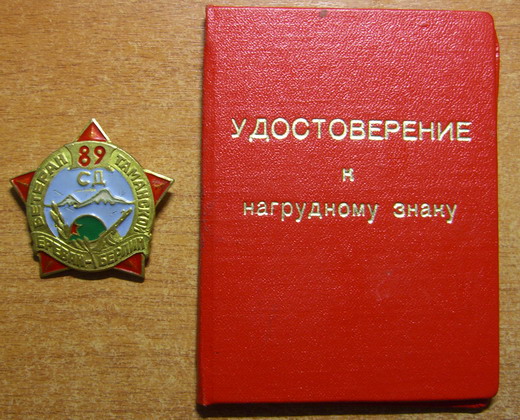 ВЕТЕРАН 89 ТАМАНСКОЙ
СД
ЕРЕВАН-БЕРЛИН
УДОСТОВЕРЕНИЕ
к
нагрудному знаку